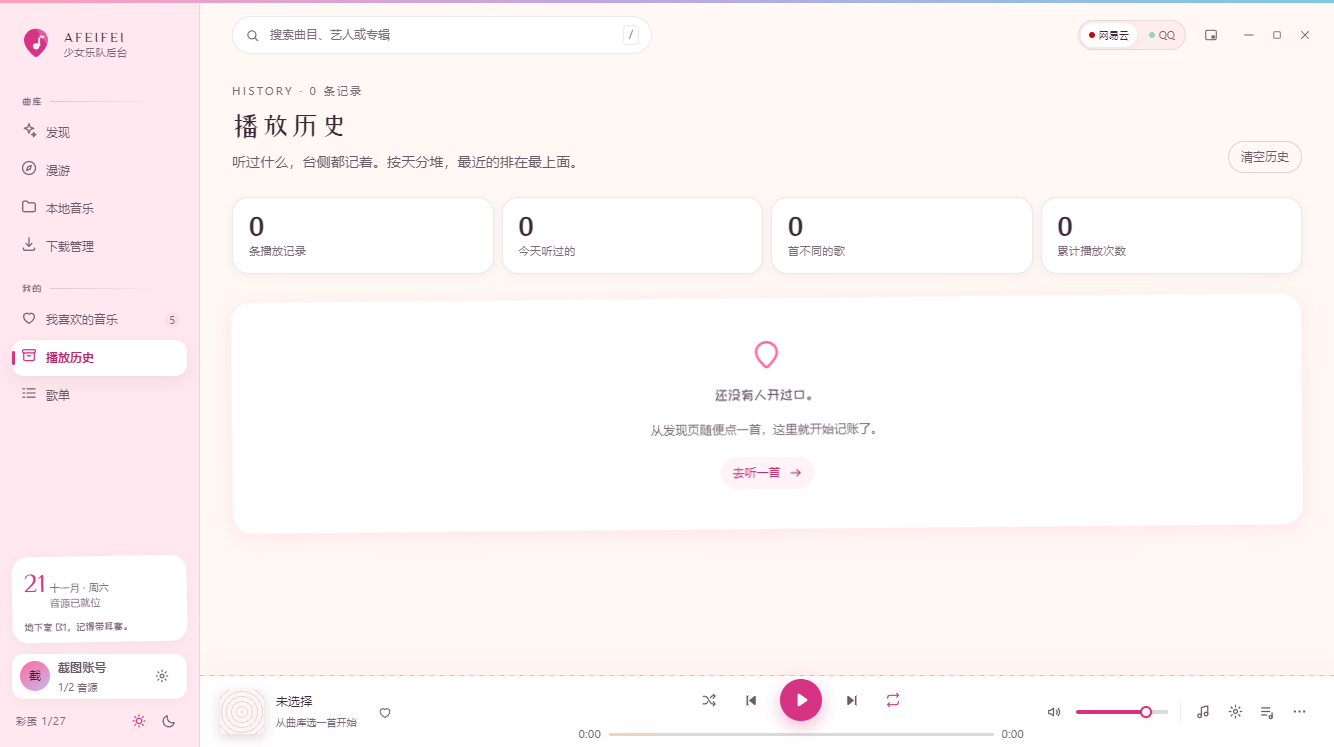 AFEIFEI
少女乐队后台
曲库
发现
漫游
本地音乐
下载管理
我的
我喜欢的音乐 5
播放历史
歌单
21 十一月 · 周六
音源已就位
地下室 B1，记得带耳塞。
截 截图账号
1/2 音源
彩蛋 1/27
搜索曲目、艺人或专辑 /
网易云 QQ
HISTORY · 0 条记录
播放历史
听过什么，台侧都记着。按天分堆，最近的排在最上面。
清空历史
0
条播放记录
0
今天听过的
0
首不同的歌
0
累计播放次数
还没有人开过口。
从发现页随便点一首，这里就开始记账了。
去听一首
未选择
从曲库选一首开始
0:00 0:00